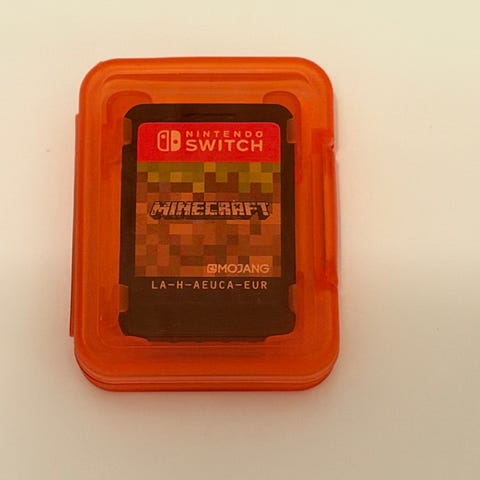 NINTENDO
SWITCH
MINECRAFT
MOJANG
LA-H-AEUCA-EUR